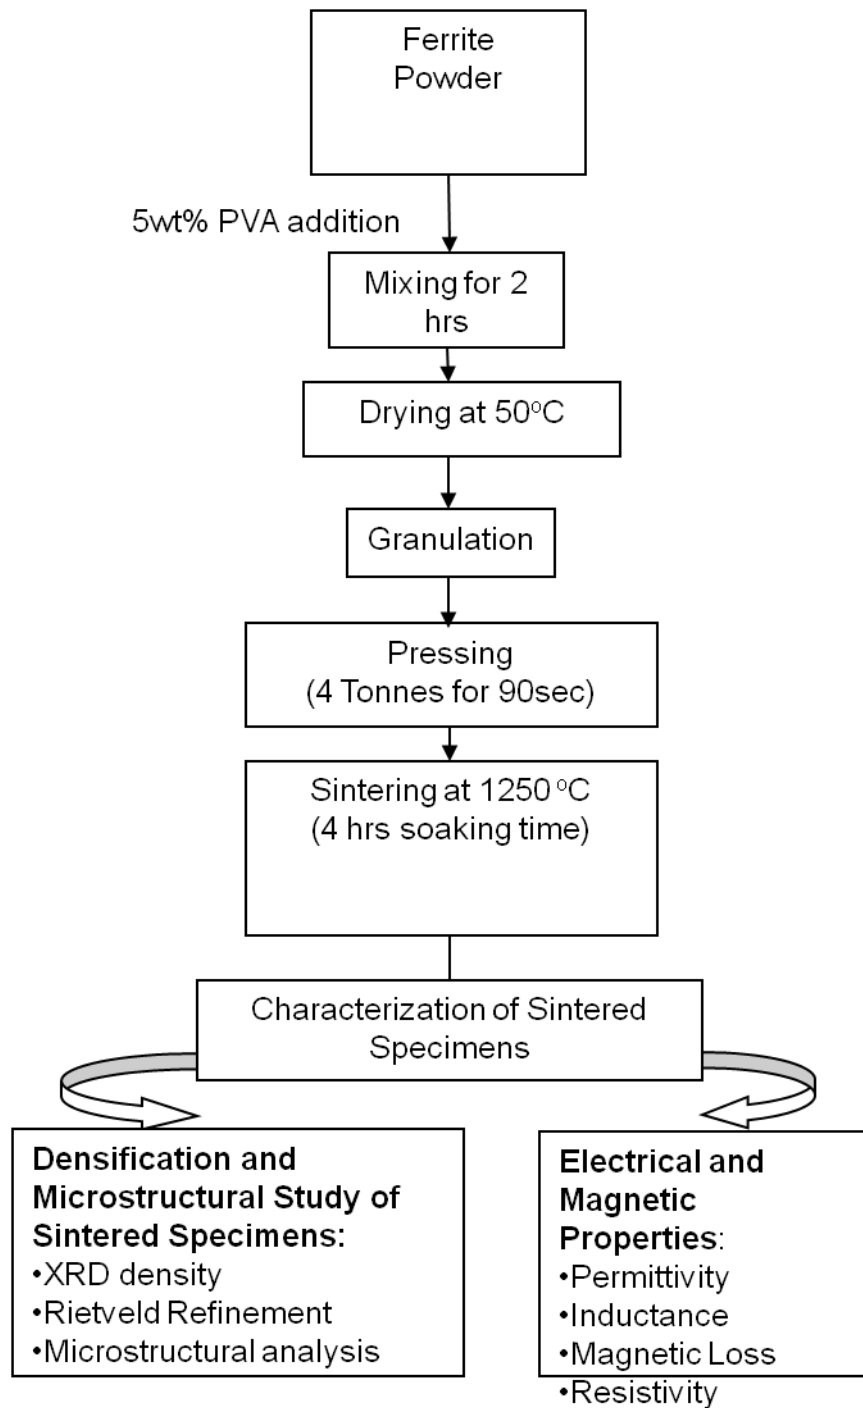 Ferrite
Powder
5wt% PVA addition
Mixing for 2
hrs
Drying at 50°C
Granulation
Pressing
(4 Tonnes for 90sec)
Sintering at 1250 °C
(4 hrs soaking time)
Characterization of Sintered
Specimens
Densification and
Microstructural Study of
Sintered Specimens:
•XRD density
•Rietveld Refinement
•Microstructural analysis
Electrical and
Magnetic
Properties:
•Permittivity
•Inductance
•Magnetic Loss
•Resistivity